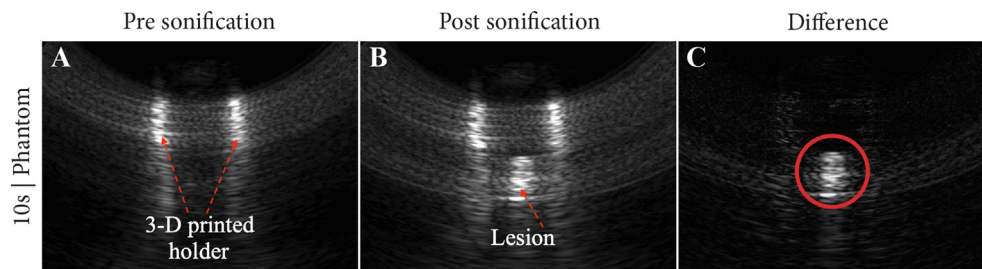 Pre sonification
Post sonification
Difference
10s | Phantom
A
B
C
3-D printed
holder
Lesion